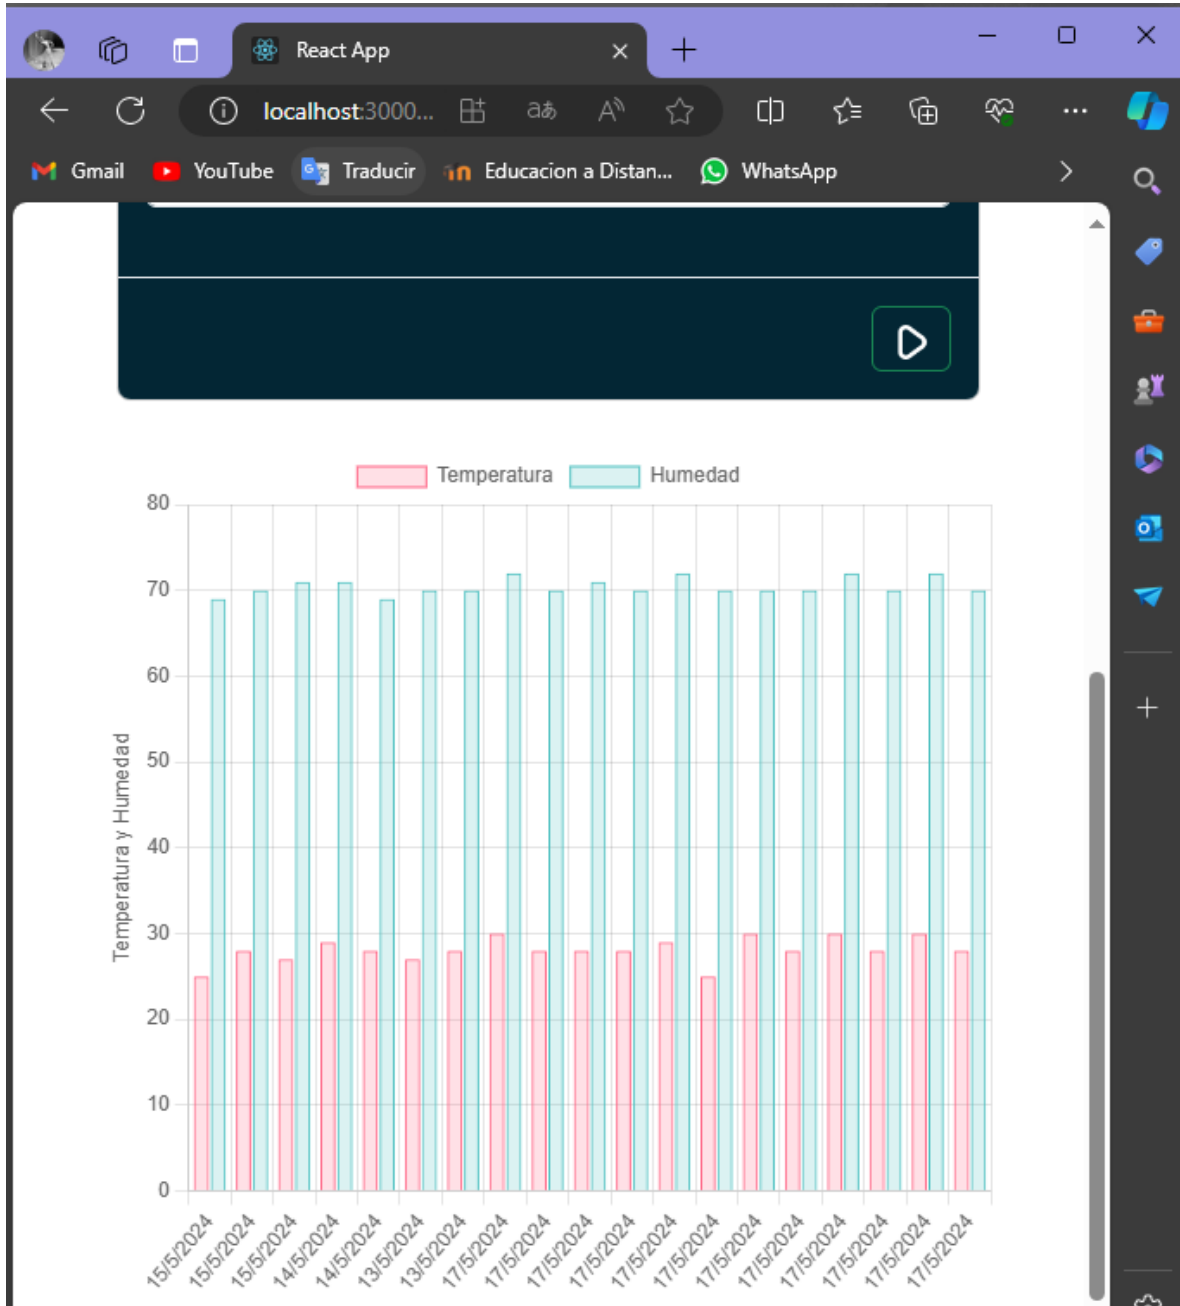 React App
localhost:3000...
Gmail YouTube Traducir Educacion a Distan... WhatsApp
Temperatura Humedad
Temperatura y Humedad
80
70
60
50
40
30
20
10
0
15/5/2024 15/5/2024 15/5/2024 14/5/2024 14/5/2024 13/5/2024 13/5/2024 17/5/2024 17/5/2024 17/5/2024 17/5/2024 17/5/2024 17/5/2024 17/5/2024 17/5/2024 17/5/2024 17/5/2024 17/5/2024 17/5/2024